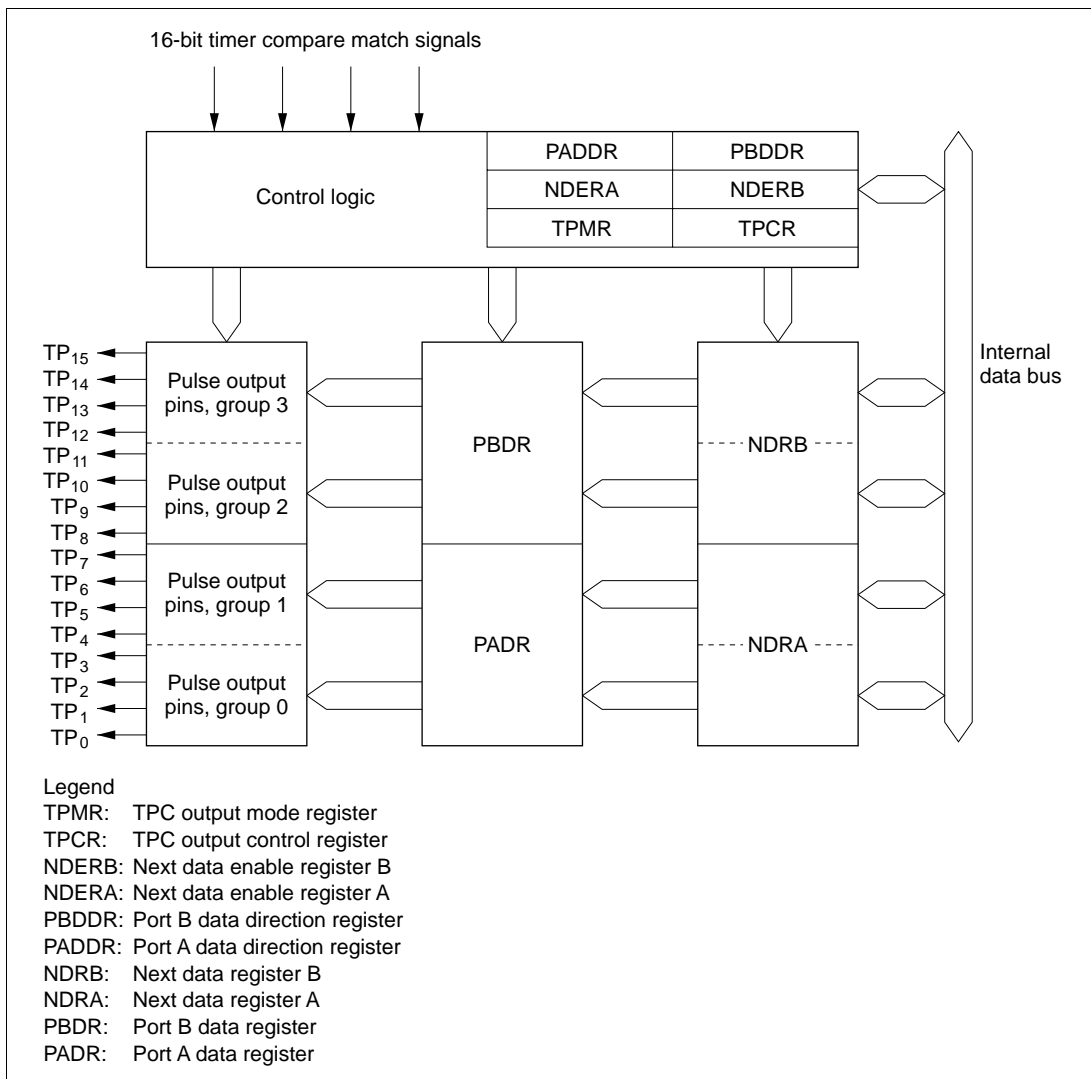 16-bit timer compare match signals
Control logic
PADDR PBDDR
NDERA NDERB
TPMR TPCR
Internal
data bus
TP15
TP14
TP13
TP12
TP11
TP10
TP9
TP8
TP7
TP6
TP5
TP4
TP3
TP2
TP1
TP0
Pulse output
pins, group 3
Pulse output
pins, group 2
Pulse output
pins, group 1
Pulse output
pins, group 0
PBDR
PADR
NDRB
NDRA
Legend
TPMR: TPC output mode register
TPCR: TPC output control register
NDERB: Next data enable register B
NDERA: Next data enable register A
PBDDR: Port B data direction register
PADDR: Port A data direction register
NDRB: Next data register B
NDRA: Next data register A
PBDR: Port B data register
PADR: Port A data register